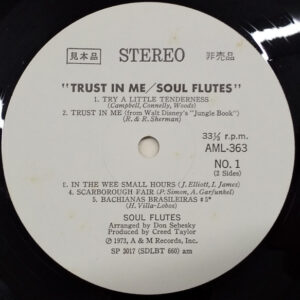 見本品 STEREO 非売品
"TRUST IN ME/SOUL FLUTES"
1. TRY A LITTLE TENDERNESS
(Campbell, Connelly, Woods)
2. TRUST IN ME (from Walt Disney's "Jungle Book")
(R. & R. Sherman)
33⅓ r.p.m.
AML-363
NO. 1
(2 Sides)
3. IN THE WEE SMALL HOURS (J. Elliott, I. James)
4. SCARBOROUGH FAIR (P. Simon, A. Garfunkel)
5. BACHIANAS BRASILEIRAS #5
(H. Villa-Lobos)
SOUL FLUTES
Arranged by Don Sebesky
Produced by Creed Taylor
℗ 1973, A & M Records, Inc.
SP 3017 (SDLBT 660) am